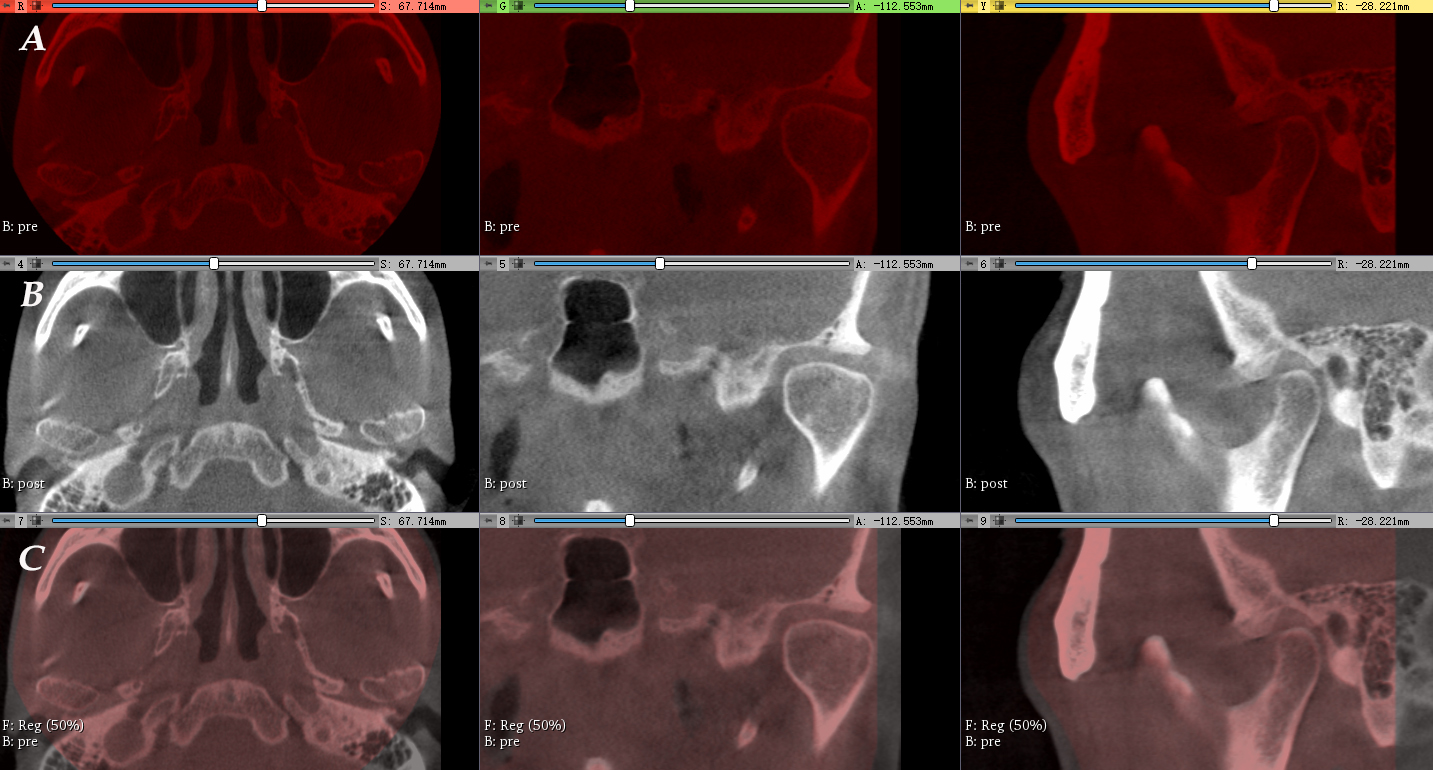 R S: 67.714mm G A: -112.553mm Y R: -28.221mm
A
B: pre B: pre B: pre
4 S: 67.714mm 5 A: -112.553mm 6 R: -28.221mm
B
B: post B: post B: post
7 S: 67.714mm 8 A: -112.553mm 9 R: -28.221mm
C
F: Reg (50%) F: Reg (50%) F: Reg (50%)
B: pre B: pre B: pre